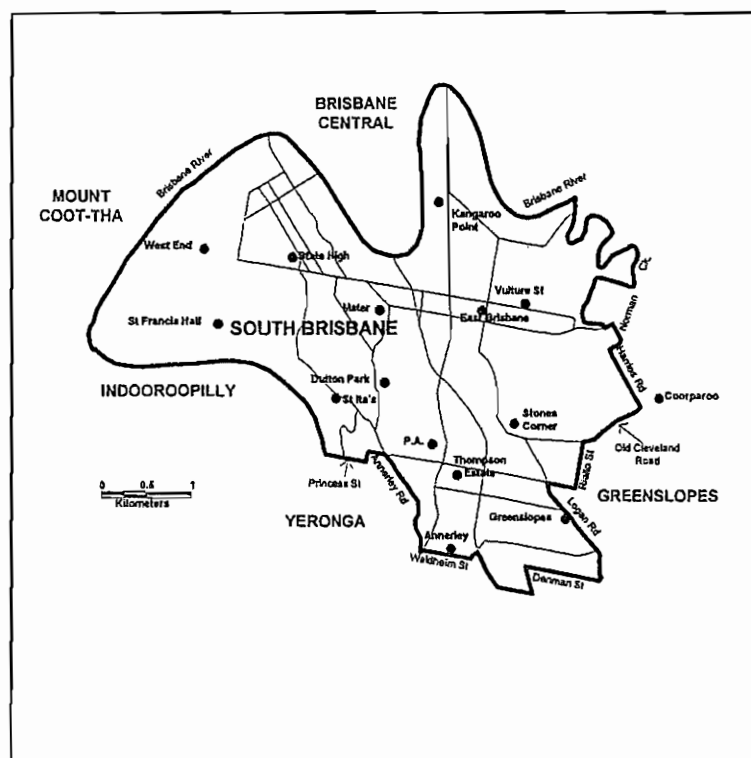 BRISBANE
CENTRAL
Brisbane River
MOUNT
COOT-THA
Brisbane River
Kangaroo
Point
West End
State High
Ck
Vulture St
Mater
East Brisbane
Norman
St Francis Hall
SOUTH BRISBANE
Harries Rd
INDOOROOPILLY
Dutton Park
St Ita's
Coorparoo
Stones
Corner
P.A.
Old Cleveland
Road
Thompson
Estate
Rialto St
Princess St
Annerley Rd
0 0.5 1
Kilometers
GREENSLOPES
YERONGA
Greenslopes
Logan Rd
Annerley
Waldheim St
Denman St